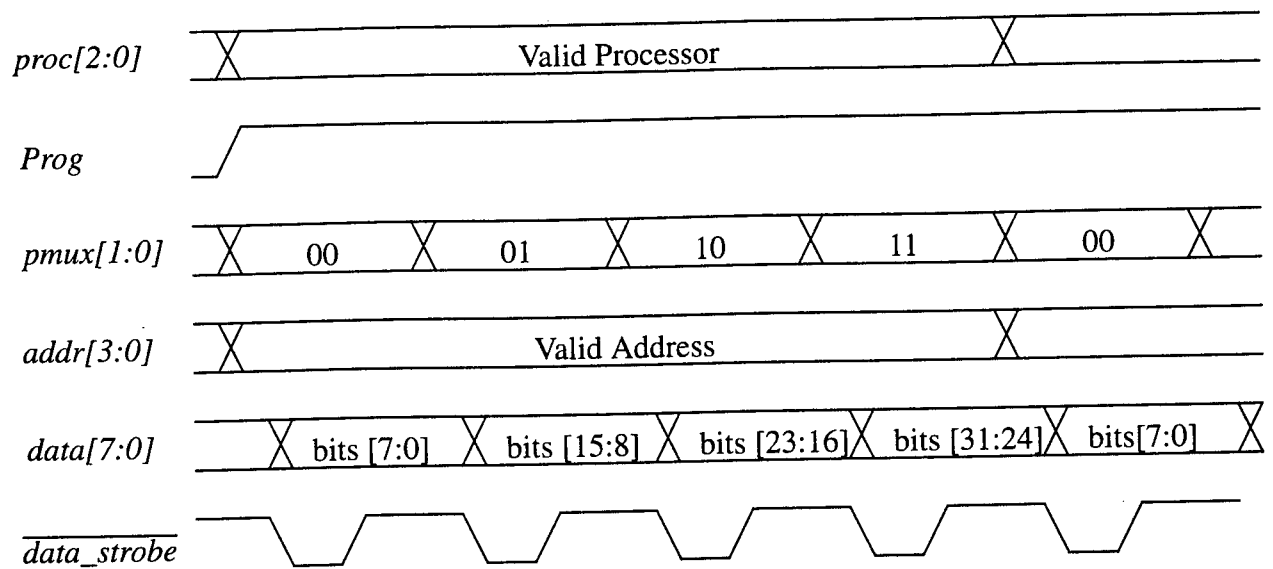 proc[2:0] Valid Processor
Prog
pmux[1:0] 00 01 10 11 00
addr[3:0] Valid Address
data[7:0] bits [7:0] bits [15:8] bits [23:16] bits [31:24] bits[7:0]
data_strobe